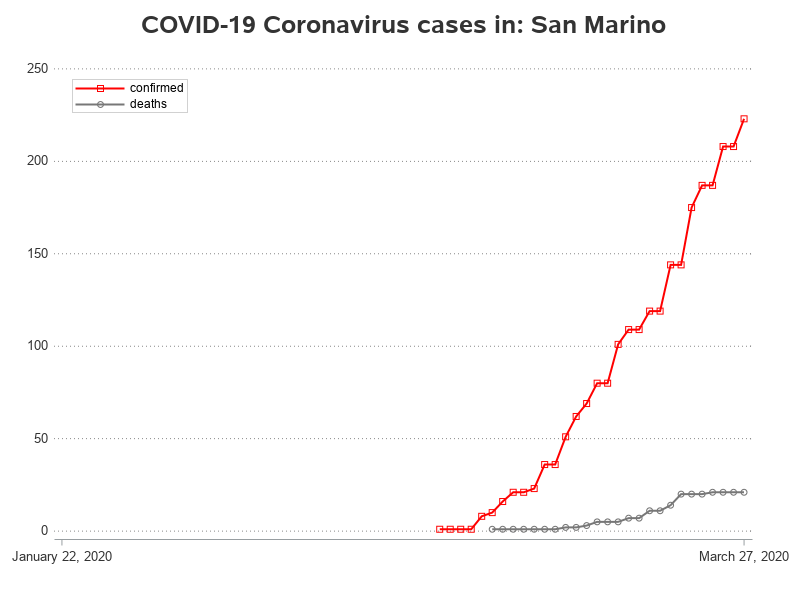 COVID-19 Coronavirus cases in: San Marino
250
confirmed
deaths
200
150
100
50
0
January 22, 2020
March 27, 2020